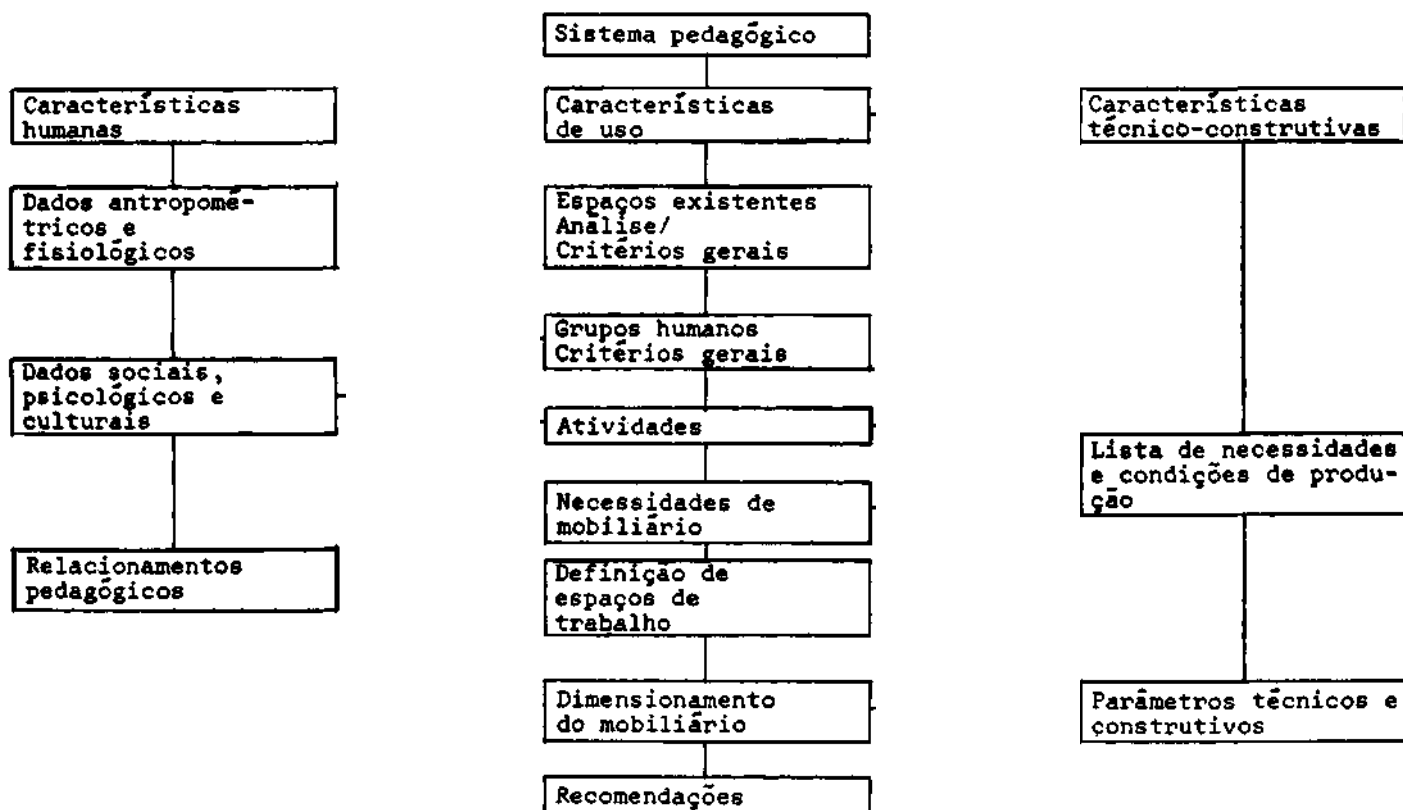 Sistema pedagógico
Características
humanas
Dados antropomé-
tricos e
fisiológicos
Dados sociais,
psicológicos e
culturais
Relacionamentos
pedagógicos
Características
de uso
Espaços existentes
Análise/
Critérios gerais
Grupos humanos
Critérios gerais
Atividades
Necessidades de
mobiliário
Definição de
espaços de
trabalho
Dimensionamento
do mobiliário
Recomendações
Características
técnico-construtivas
Lista de necessidades
e condições de produ-
ção
Parâmetros técnicos e
construtivos